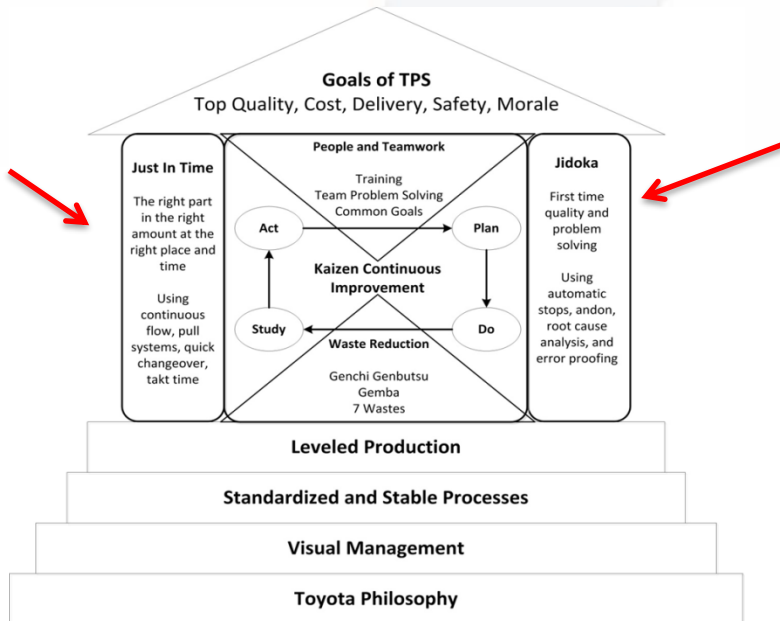 Goals of TPS
Top Quality, Cost, Delivery, Safety, Morale
Just In Time
The right part
in the right
amount at the
right place and
time
Using
continuous
flow, pull
systems, quick
changeover,
takt time
People and Teamwork
Training
Team Problem Solving
Common Goals
Act
Plan
Kaizen Continuous
Improvement
Study
Do
Waste Reduction
Genchi Genbutsu
Gemba
7 Wastes
Jidoka
First time
quality and
problem
solving
Using
automatic
stops, andon,
root cause
analysis, and
error proofing
Leveled Production
Standardized and Stable Processes
Visual Management
Toyota Philosophy